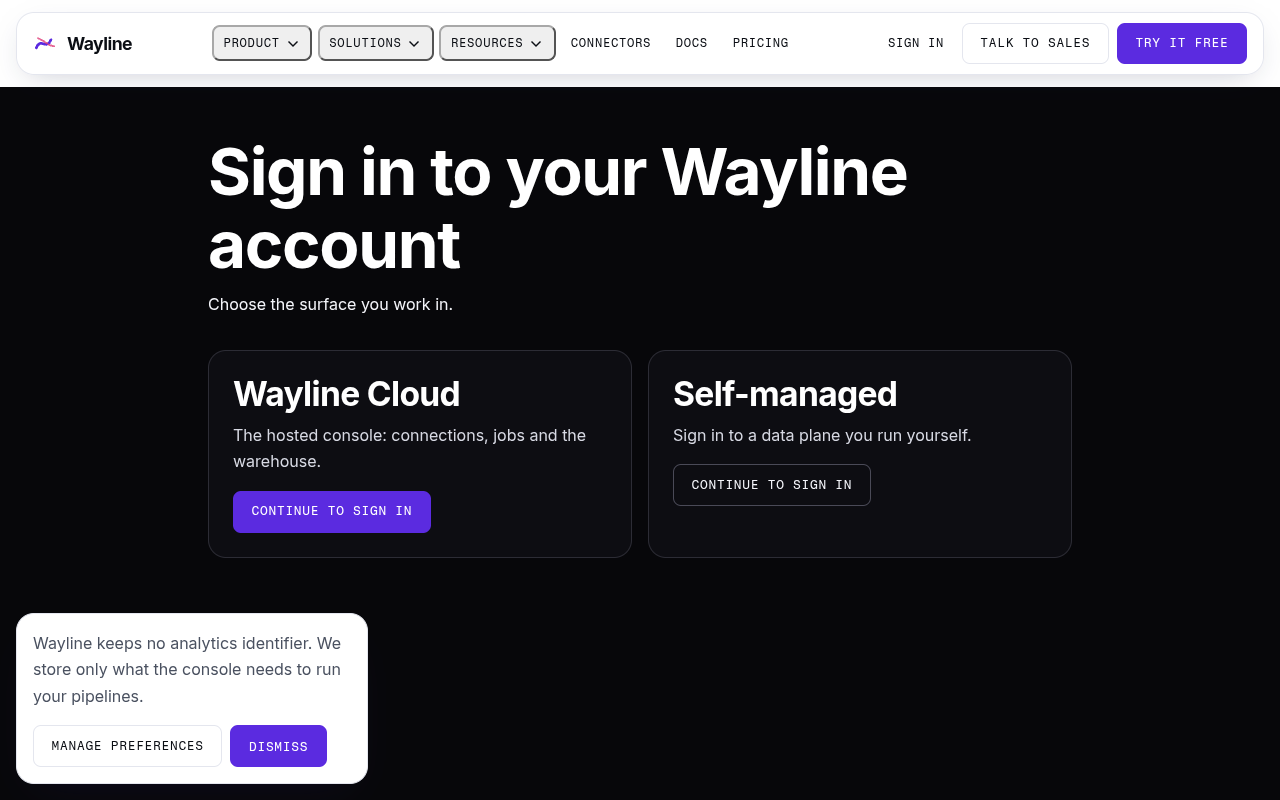 Wayline
PRODUCT
SOLUTIONS
RESOURCES
CONNECTORS
DOCS
PRICING
SIGN IN
TALK TO SALES
TRY IT FREE
Sign in to your Wayline
account
Choose the surface you work in.
Wayline Cloud
The hosted console: connections, jobs and the
warehouse.
CONTINUE TO SIGN IN
Self-managed
Sign in to a data plane you run yourself.
CONTINUE TO SIGN IN
Wayline keeps no analytics identifier. We
store only what the console needs to run
your pipelines.
MANAGE PREFERENCES
DISMISS